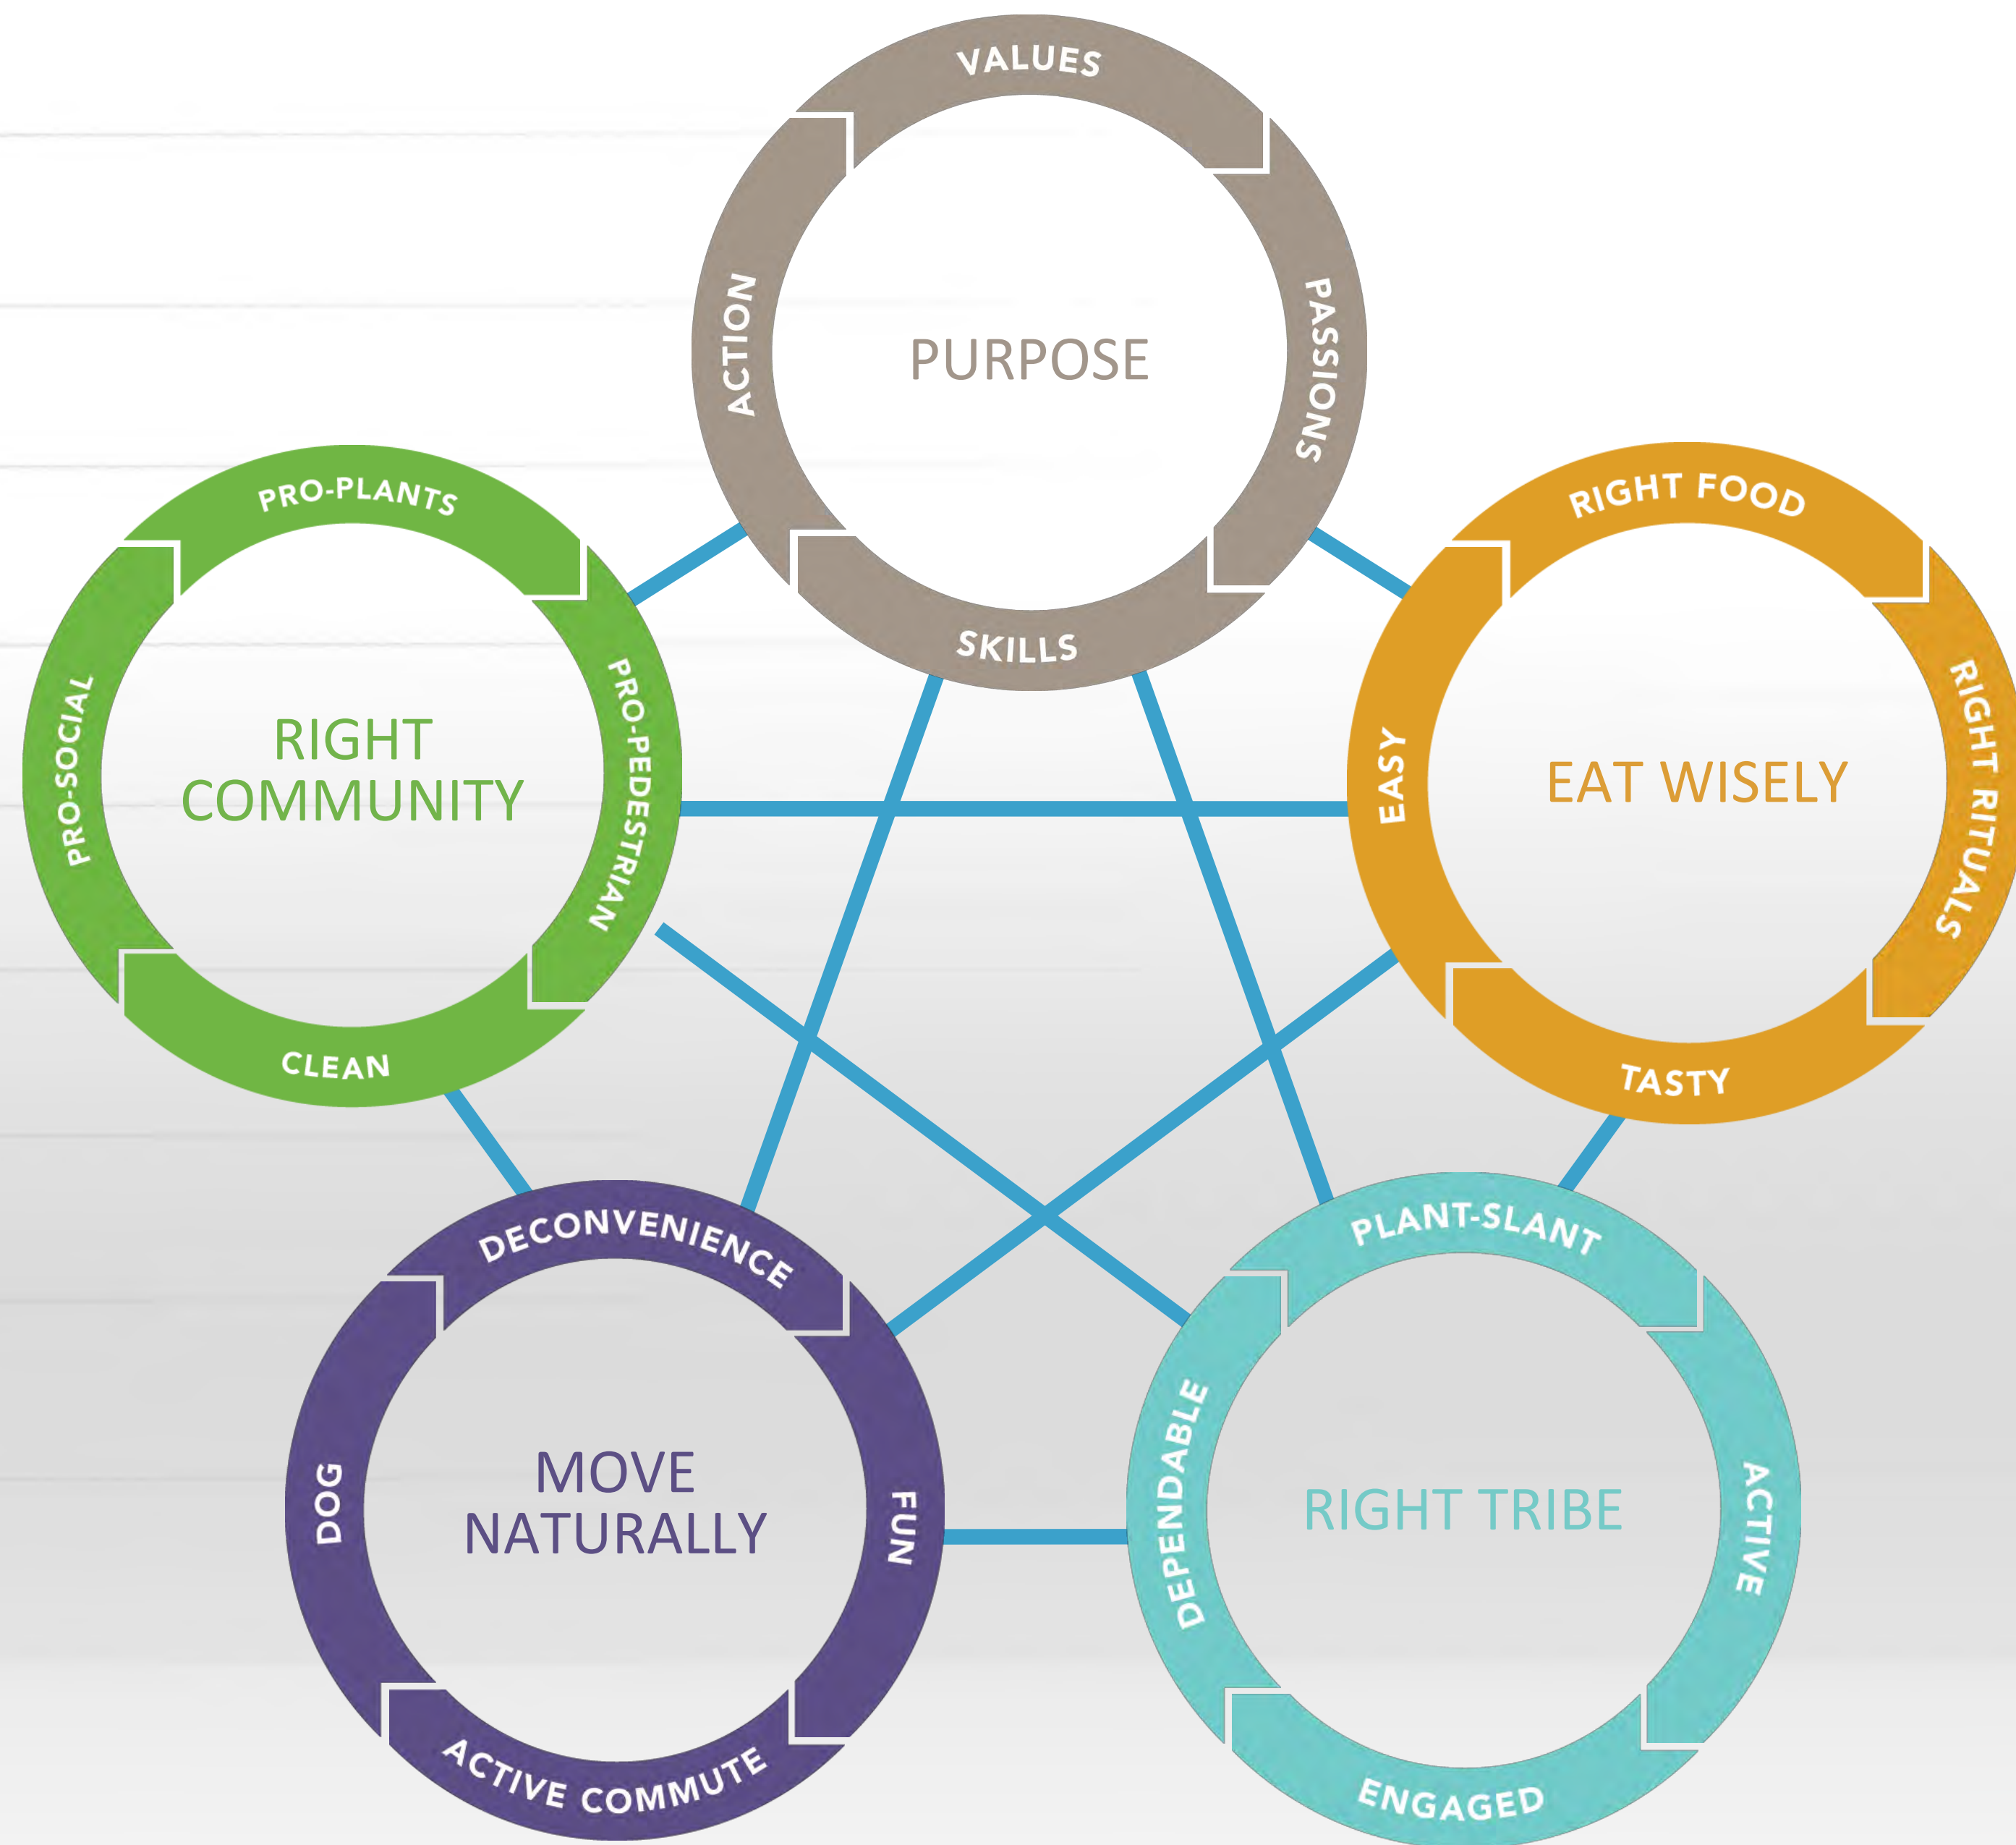 VALUES
PASSIONS
SKILLS
ACTION
PURPOSE
PRO-PLANTS
PRO-PEDESTRIAN
CLEAN
PRO-SOCIAL
RIGHT
COMMUNITY
RIGHT FOOD
RIGHT RITUALS
TASTY
EASY
EAT WISELY
DECONVENIENCE
FUN
ACTIVE COMMUTE
DOG
MOVE
NATURALLY
PLANT-SLANT
ACTIVE
ENGAGED
DEPENDABLE
RIGHT TRIBE